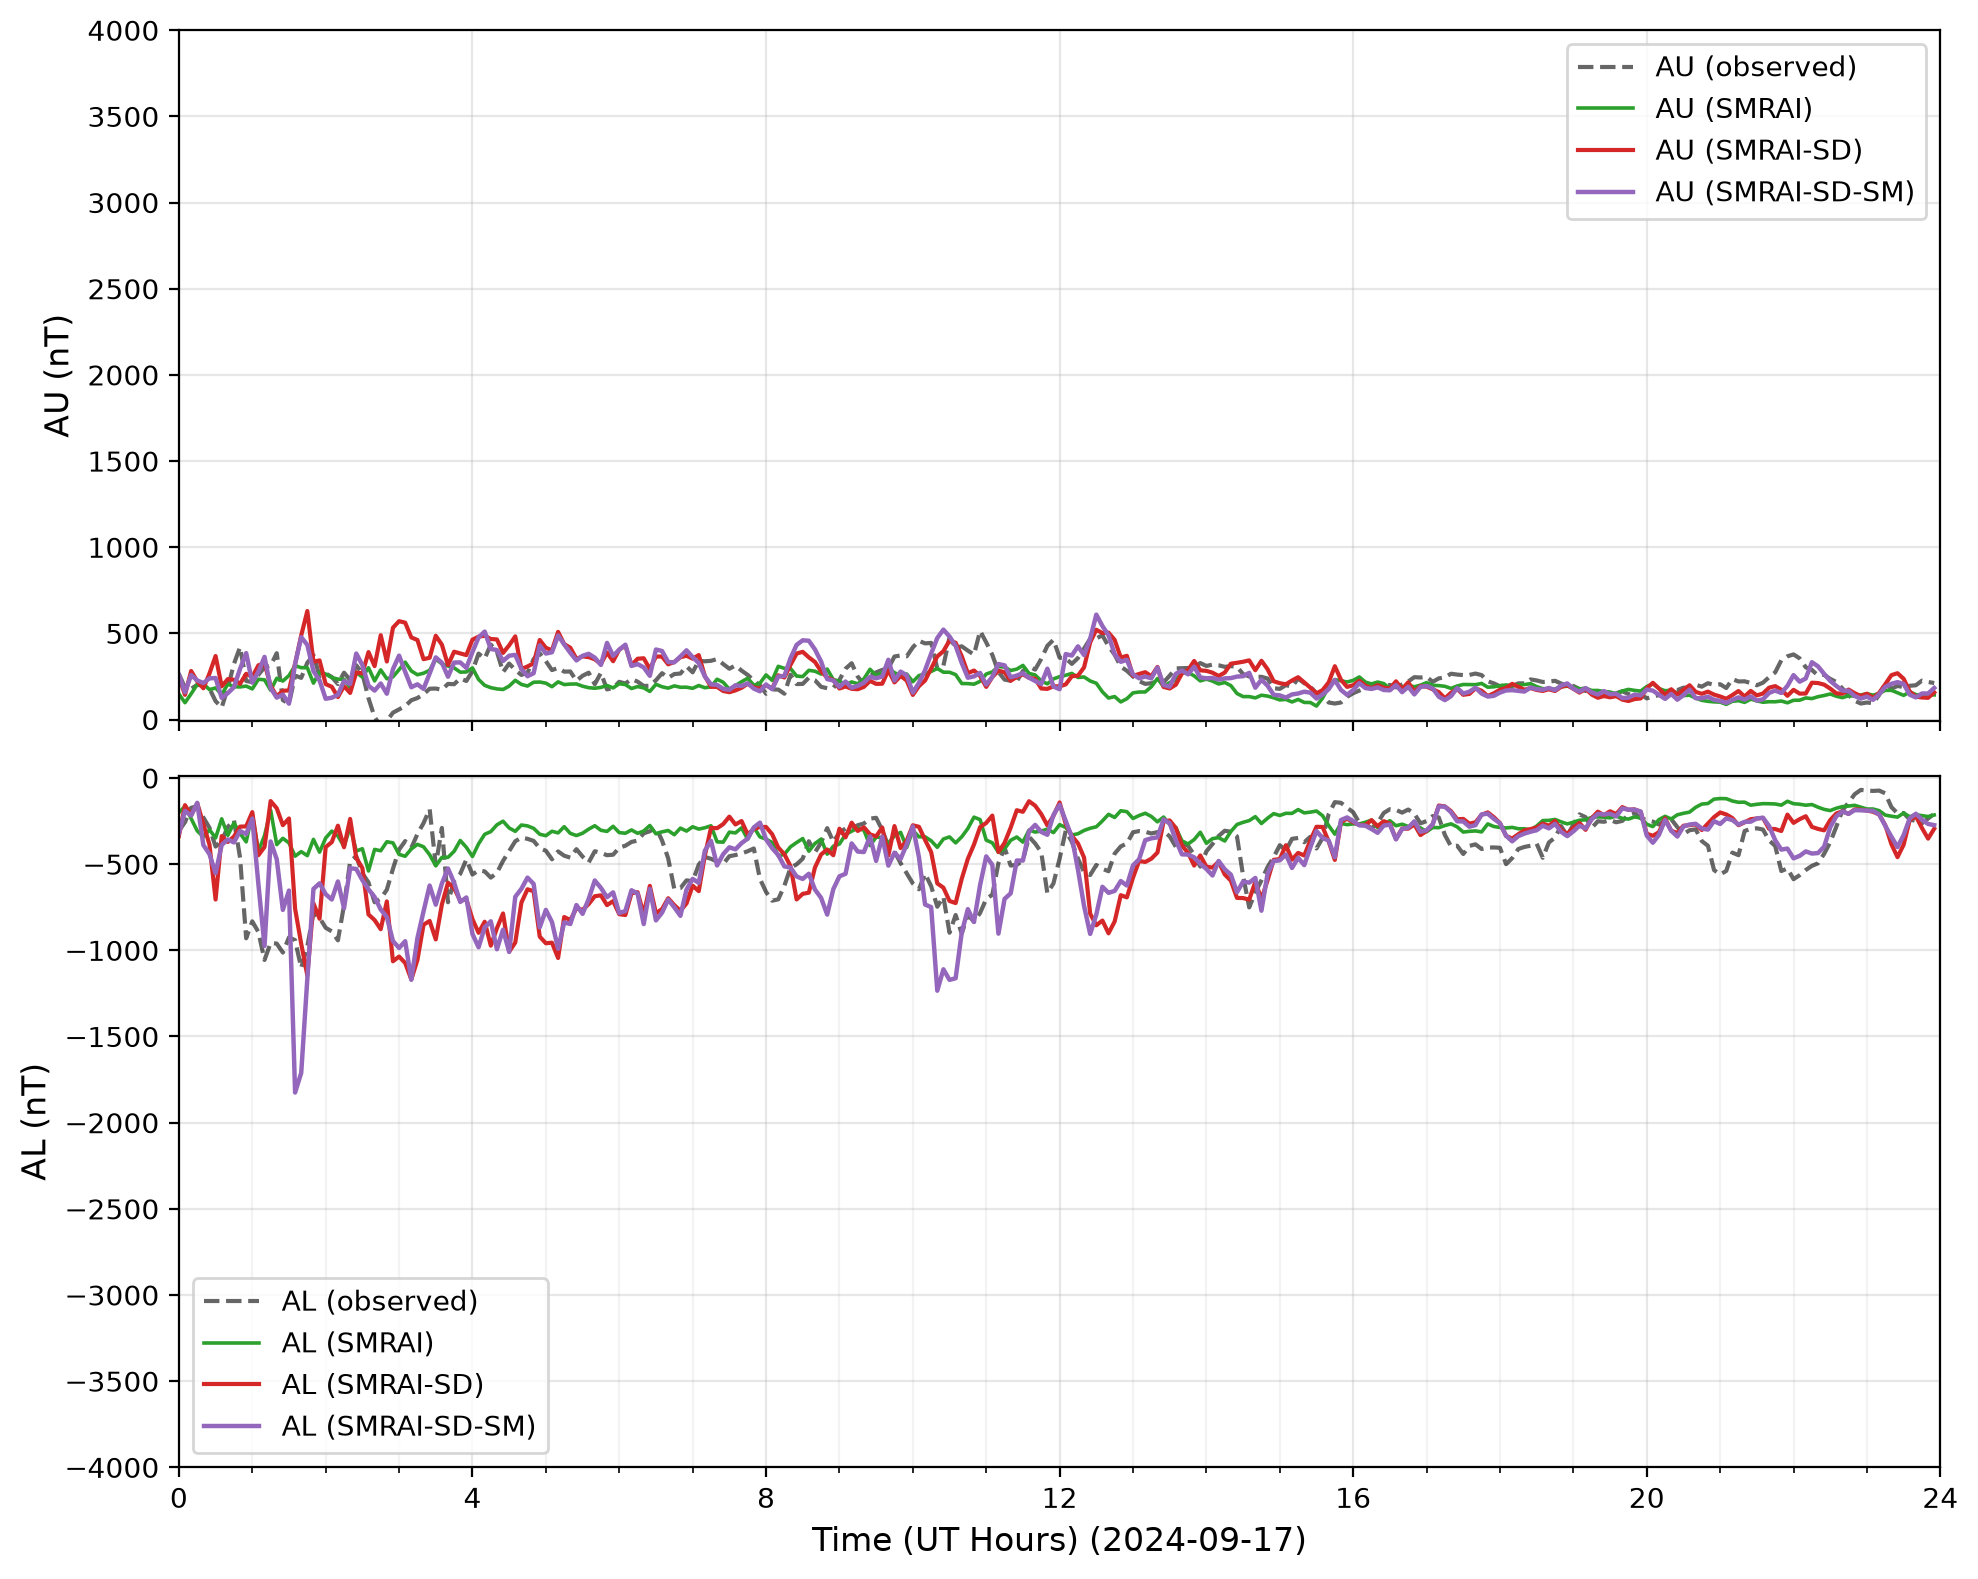 4000
3500
3000
2500
2000
1500
1000
500
0
AU (nT)
AU (observed)
AU (SMRAI)
AU (SMRAI-SD)
AU (SMRAI-SD-SM)
0
−500
−1000
−1500
−2000
−2500
−3000
−3500
−4000
AL (nT)
AL (observed)
AL (SMRAI)
AL (SMRAI-SD)
AL (SMRAI-SD-SM)
0 4 8 12 16 20 24
Time (UT Hours) (2024-09-17)